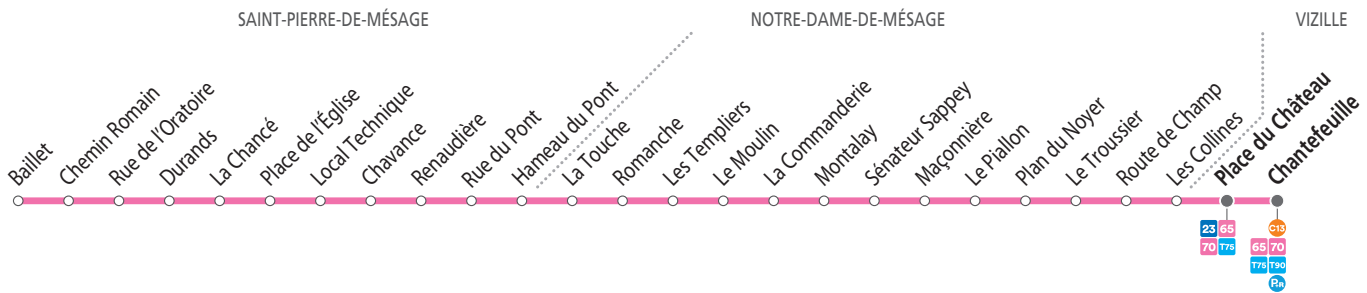 SAINT-PIERRE-DE-MÉSAGE
NOTRE-DAME-DE-MÉSAGE
VIZILLE
Baillet
Chemin Romain
Rue de l'Oratoire
Durands
La Chancé
Place de l'Église
Local Technique
Chavance
Renaudière
Rue du Pont
Hameau du Pont
La Touche
Romanche
Les Templiers
Le Moulin
La Commanderie
Montalay
Sénateur Sappey
Maçonnière
Le Piallon
Plan du Noyer
Le Troussier
Route de Champ
Les Collines
Place du Château
Chantefeuille
23 65
70 T75
C13
65 70
T75 T90
P+R